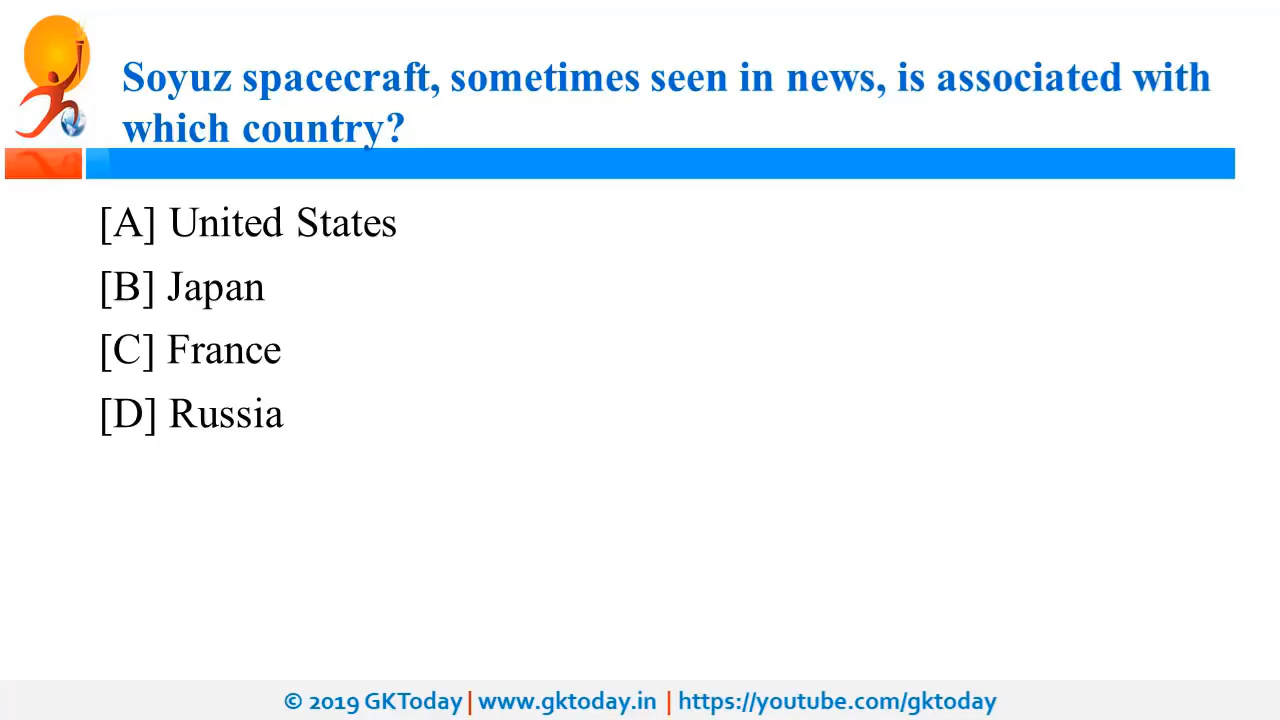 Soyuz spacecraft, sometimes seen in news, is associated with
which country?
[A] United States
[B] Japan
[C] France
[D] Russia
© 2019 GKToday | www.gktoday.in | https://youtube.com/gktoday